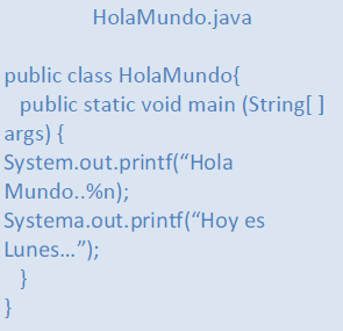 HolaMundo.java
public class HolaMundo{
public static void main (String[ ]
args) {
System.out.printf(“Hola
Mundo..%n);
Systema.out.printf(“Hoy es
Lunes…”);
}
}